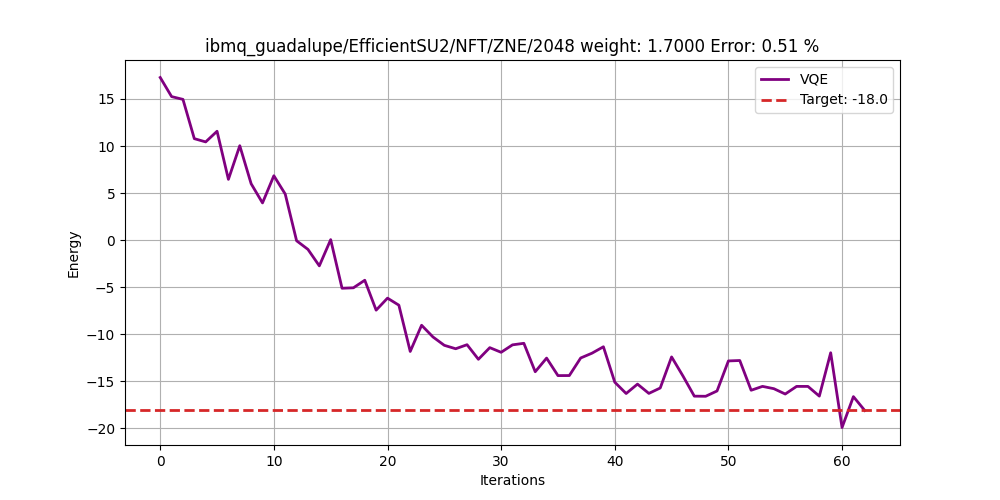 ibmq_guadalupe/EfficientSU2/NFT/ZNE/2048 weight: 1.7000 Error: 0.51 %
VQE
Target: -18.0
Energy
15
10
5
0
−5
−10
−15
−20
0 10 20 30 40 50 60
Iterations